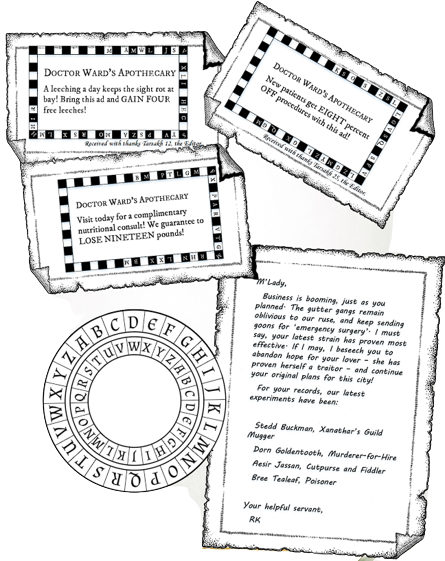 DOCTOR WARD'S APOTHECARY
A leeching a day keeps the sight rot at
bay! Bring this ad and GAIN FOUR
free leeches!
Received with thanks Tarsakh 12, the Editor.
DOCTOR WARD'S APOTHECARY
New patients get EIGHT percent
OFF procedures with this ad!
Received with thanks Tarsakh 21, the Editor.
DOCTOR WARD'S APOTHECARY
Visit today for a complimentary
nutritional consult! We guarantee to
LOSE NINETEEN pounds!
M'Lady,
Business is booming, just as you
planned. The gutter gangs remain
oblivious to our ruse, and keep sending
goons for 'emergency surgery'. I must
say, your latest strain has proven most
effective. If I may, I beseech you to
abandon hope for your lover – she has
proven herself a traitor – and continue
your original plans for this city!
For your records, our latest
experiments have been:
Stedd Buckman, Xanathar's Guild
Mugger
Dorn Goldentooth, Murderer-for-Hire
Aesir Jassan, Cutpurse and Fiddler
Bree Tealeaf, Poisoner
Your helpful servant,
RK
A B C D E F G H I J K L M N O P Q R S T U V W X Y Z